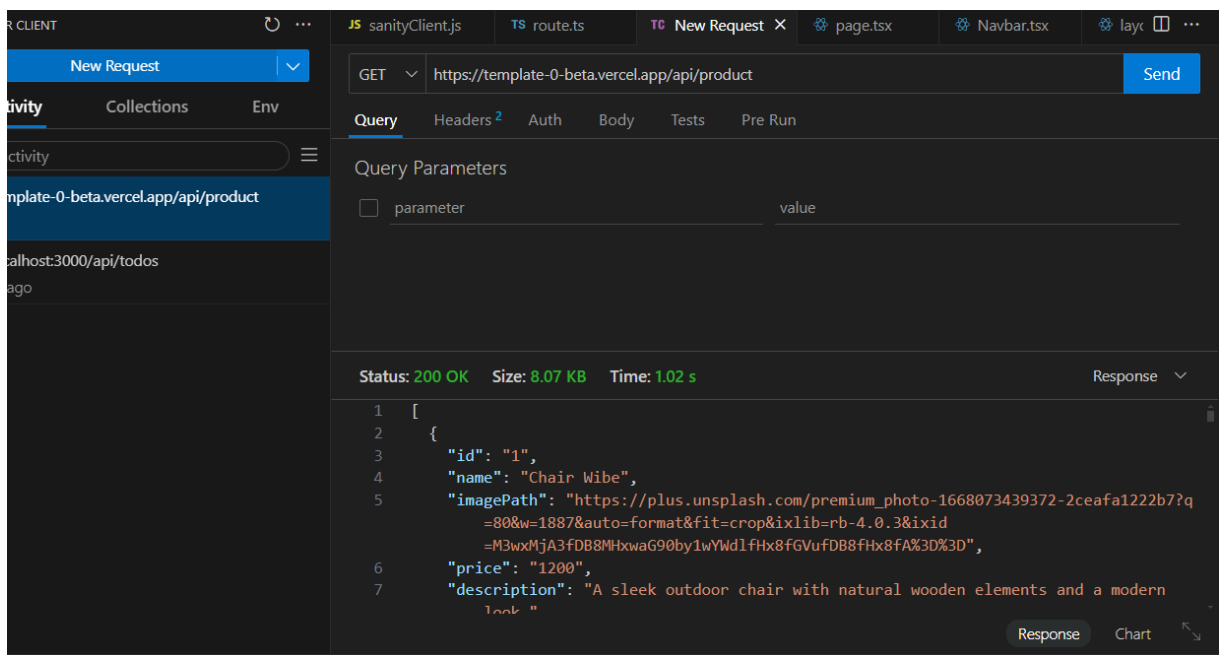 R CLIENT
New Request
tivity Collections Env
ctivity
mplate-0-beta.vercel.app/api/product
calhost:3000/api/todos
ago
JS sanityClient.js TS route.ts TC New Request page.tsx Navbar.tsx layc
GET https://template-0-beta.vercel.app/api/product Send
Query Headers 2 Auth Body Tests Pre Run
Query Parameters
parameter value
Status: 200 OK Size: 8.07 KB Time: 1.02 s Response
1 [
2 {
3 "id": "1",
4 "name": "Chair Wibe",
5 "imagePath": "https://plus.unsplash.com/premium_photo-1668073439372-2ceafa1222b7?q
=80&w=1887&auto=format&fit=crop&ixlib=rb-4.0.3&ixid
=M3wxMjA3fDB8MHxwaG90by1wYWdlfHx8fGVufDB8fHx8fA%3D%3D",
6 "price": "1200",
7 "description": "A sleek outdoor chair with natural wooden elements and a modern
look."
Response Chart